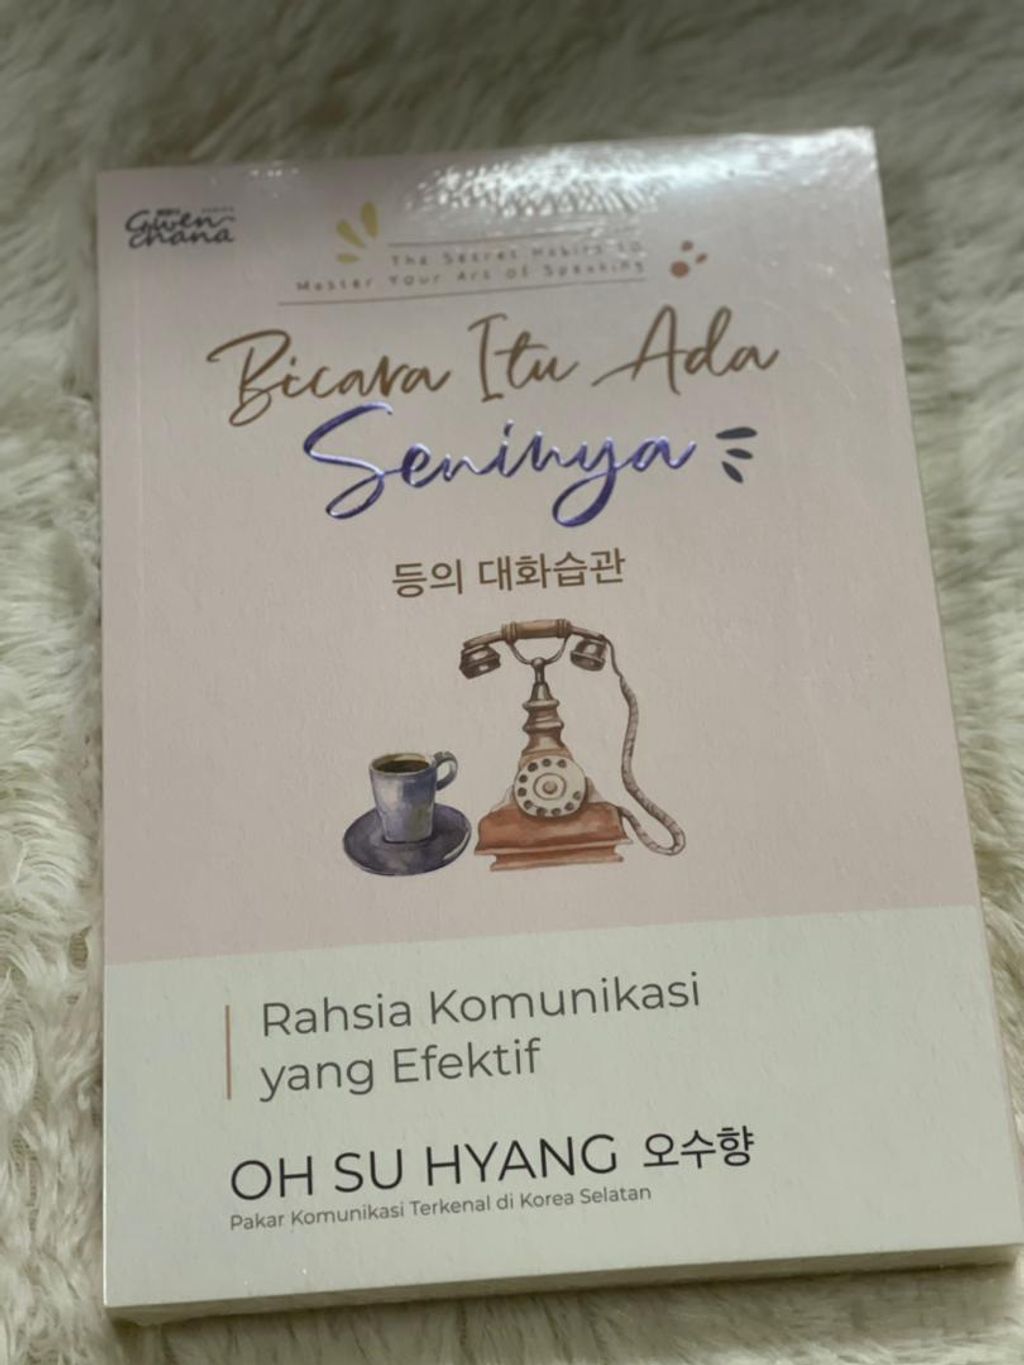 Gwen-
chana
SERIES
The Secret Habits to
Master Your Art of Speaking
Bicara Itu Ada
Seninya
등의 대화습관
Rahsia Komunikasi
yang Efektif
OH SU HYANG 오수향
Pakar Komunikasi Terkenal di Korea Selatan